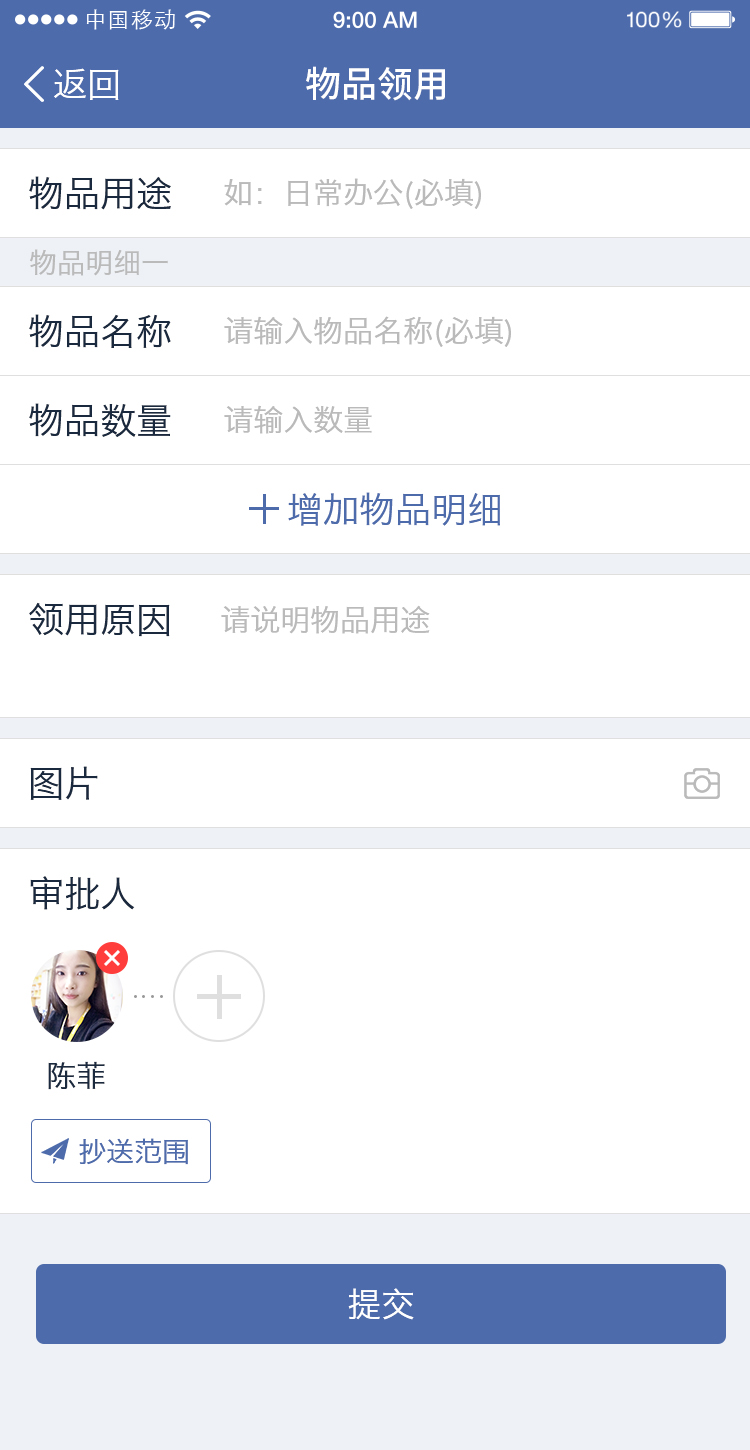 中国移动 9:00 AM 100%
返回 物品领用
物品用途 如：日常办公(必填)
物品明细一
物品名称 请输入物品名称(必填)
物品数量 请输入数量
增加物品明细
领用原因 请说明物品用途
图片
审批人
陈菲
抄送范围
提交